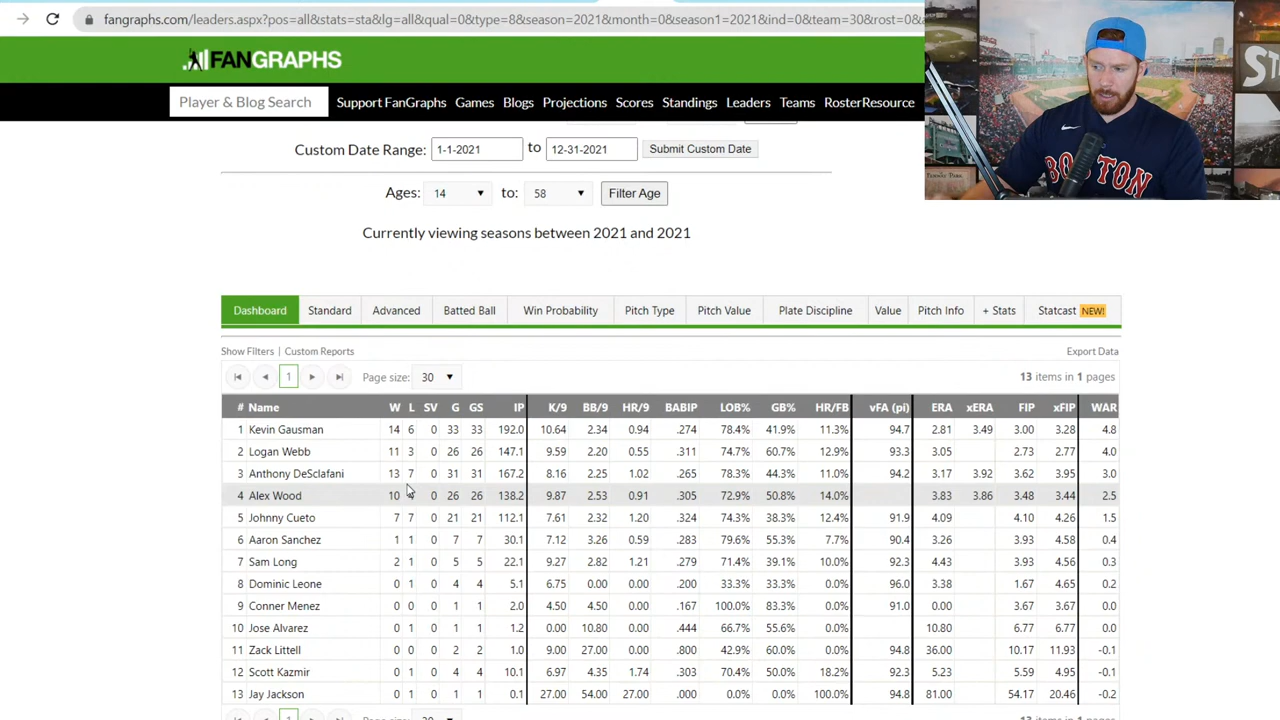 fangraphs.com/leaders.aspx?pos=all&stats=sta&lg=all&qual=0&type=8&season=2021&month=0&season1=2021&ind=0&team=30&rost=0&
FANGRAPHS
Player & Blog Search Support FanGraphs Games Blogs Projections Scores Standings Leaders Teams RosterResource
Custom Date Range: 1-1-2021 to 12-31-2021 Submit Custom Date
Ages: 14 to: 58 Filter Age
Currently viewing seasons between 2021 and 2021
Dashboard Standard Advanced Batted Ball Win Probability Pitch Type Pitch Value Plate Discipline Value Pitch Info + Stats Statcast NEW!
Show Filters | Custom Reports Export Data
1 Page size: 30 13 items in 1 pages
# Name W L SV G GS IP K/9 BB/9 HR/9 BABIP LOB% GB% HR/FB vFA (pi) ERA xERA FIP xFIP WAR
1 Kevin Gausman 14 6 0 33 33 192.0 10.64 2.34 0.94 .274 78.4% 41.9% 11.3% 94.7 2.81 3.49 3.00 3.28 4.8
2 Logan Webb 11 3 0 26 26 147.1 9.59 2.20 0.55 .311 74.7% 60.7% 12.9% 93.3 3.05 2.73 2.77 4.0
3 Anthony DeSclafani 13 7 0 31 31 167.2 8.16 2.25 1.02 .265 78.3% 44.3% 11.0% 94.2 3.17 3.92 3.62 3.95 3.0
4 Alex Wood 10 0 26 26 138.2 9.87 2.53 0.91 .305 72.9% 50.8% 14.0% 3.83 3.86 3.48 3.44 2.5
5 Johnny Cueto 7 7 0 21 21 112.1 7.61 2.32 1.20 .324 74.3% 38.3% 12.4% 91.9 4.09 4.10 4.26 1.5
6 Aaron Sanchez 1 1 0 7 7 30.1 7.12 3.26 0.59 .283 79.6% 55.3% 7.7% 90.4 3.26 3.93 4.58 0.4
7 Sam Long 2 1 0 5 5 22.1 9.27 2.82 1.21 .279 71.4% 39.1% 10.0% 92.3 4.43 3.93 4.56 0.3
8 Dominic Leone 0 1 0 4 4 5.1 6.75 0.00 0.00 .200 33.3% 33.3% 0.0% 96.0 3.38 1.67 4.65 0.2
9 Conner Menez 0 0 0 1 1 2.0 4.50 4.50 0.00 .167 100.0% 83.3% 0.0% 91.0 0.00 3.67 3.67 0.0
10 Jose Alvarez 0 1 0 1 1 1.2 0.00 10.80 0.00 .444 66.7% 55.6% 0.0% 10.80 6.77 6.77 0.0
11 Zack Littell 0 0 0 2 2 1.0 9.00 27.00 0.00 .800 42.9% 60.0% 0.0% 94.8 36.00 10.17 11.93 -0.1
12 Scott Kazmir 0 1 0 4 4 10.1 6.97 4.35 1.74 .303 70.4% 50.0% 18.2% 92.3 5.23 5.59 4.95 -0.1
13 Jay Jackson 0 1 0 1 1 0.1 27.00 54.00 27.00 .000 0.0% 0.0% 100.0% 94.8 81.00 54.17 20.46 -0.2
BOSTON